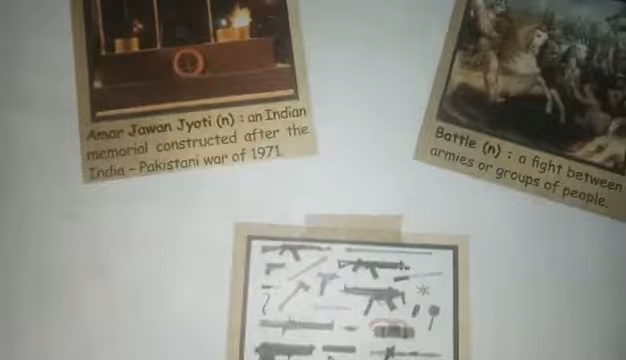 Amar Jawan Jyoti (n) : an Indian
memorial constructed after the
India - Pakistani war of 1971
Battle (n) : a fight between
armies or groups of people.